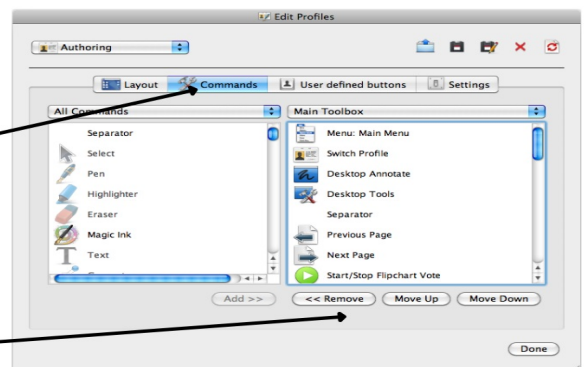 Edit Profiles
Authoring
Layout
Commands
User defined buttons
Settings
All Commands
Main Toolbox
Separator
Select
Pen
Highlighter
Eraser
Magic Ink
Text
Menu: Main Menu
Switch Profile
Desktop Annotate
Desktop Tools
Separator
Previous Page
Next Page
Start/Stop Flipchart Vote
Add >>
<< Remove
Move Up
Move Down
Done